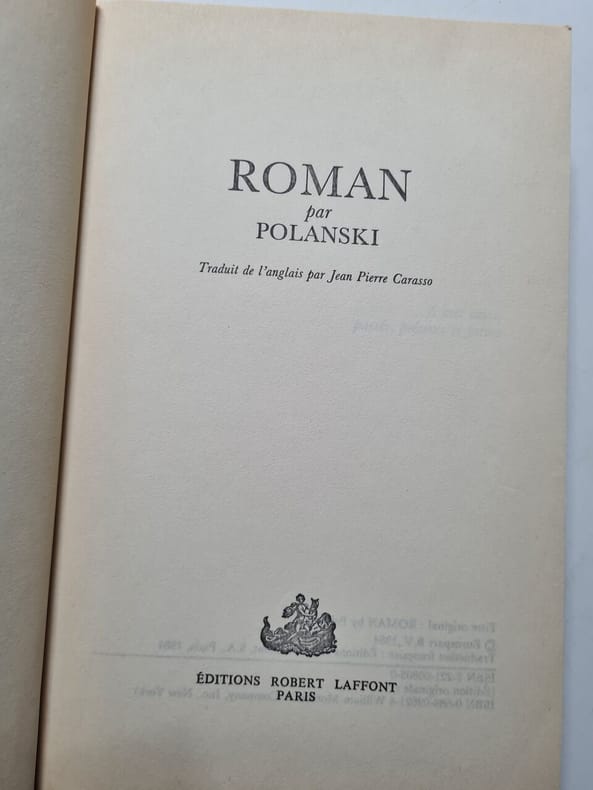 ROMAN
par
POLANSKI
Traduit de l'anglais par Jean Pierre Carasso
ÉDITIONS ROBERT LAFFONT
PARIS